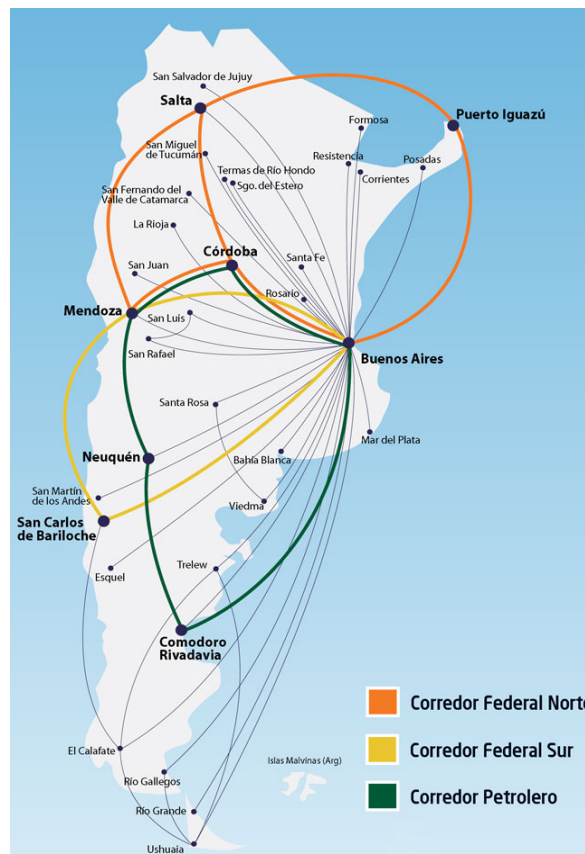 San Salvador de Jujuy
Salta
Puerto Iguazú
Formosa
San Miguel
de Tucumán
Resistencia
Posadas
Termas de Río Hondo
Corrientes
Sgo. del Estero
San Fernando del
Valle de Catamarca
La Rioja
Córdoba
Santa Fe
San Juan
Rosario
Mendoza
San Luis
San Rafael
Buenos Aires
Santa Rosa
Mar del Plata
Neuquén
Bahía Blanca
San Martín
de los Andes
Viedma
San Carlos
de Bariloche
Trelew
Esquel
Comodoro
Rivadavia
Corredor Federal Norte
El Calafate
Corredor Federal Sur
Islas Malvinas (Arg)
Río Gallegos
Corredor Petrolero
Río Grande
Ushuaia